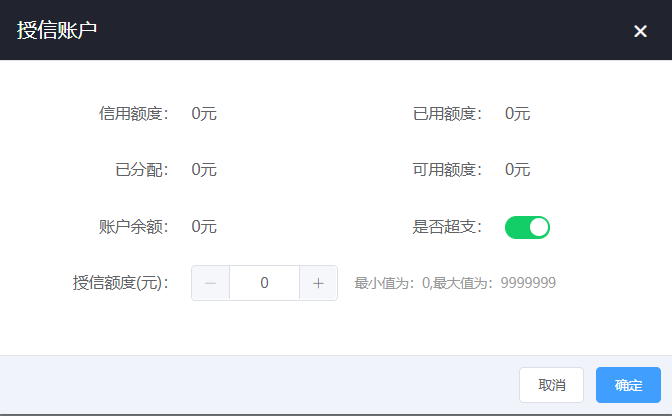 授信账户
信用额度： 0元 已用额度： 0元
已分配： 0元 可用额度： 0元
账户余额： 0元 是否超支：
授信额度(元)： 0 最小值为：0,最大值为：9999999
取消 确定